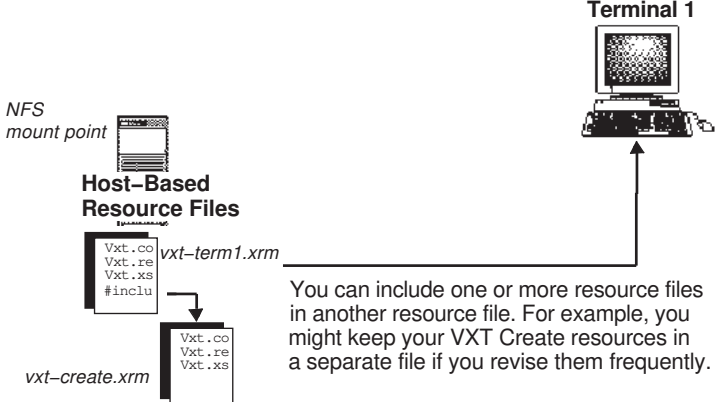 Terminal 1
NFS
mount point
Host–Based
Resource Files
Vxt.co
Vxt.re
Vxt.xs
#inclu
vxt–term1.xrm
You can include one or more resource files
in another resource file. For example, you
might keep your VXT Create resources in
a separate file if you revise them frequently.
Vxt.co
Vxt.re
Vxt.xs
vxt–create.xrm